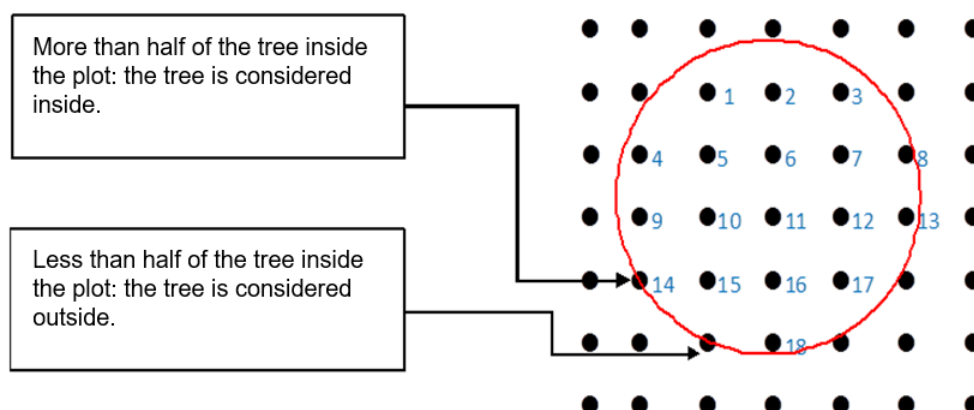 More than half of the tree inside
the plot: the tree is considered
inside.
Less than half of the tree inside
the plot: the tree is considered
outside.
1 2 3
4 5 6 7 8
9 10 11 12 13
14 15 16 17
18